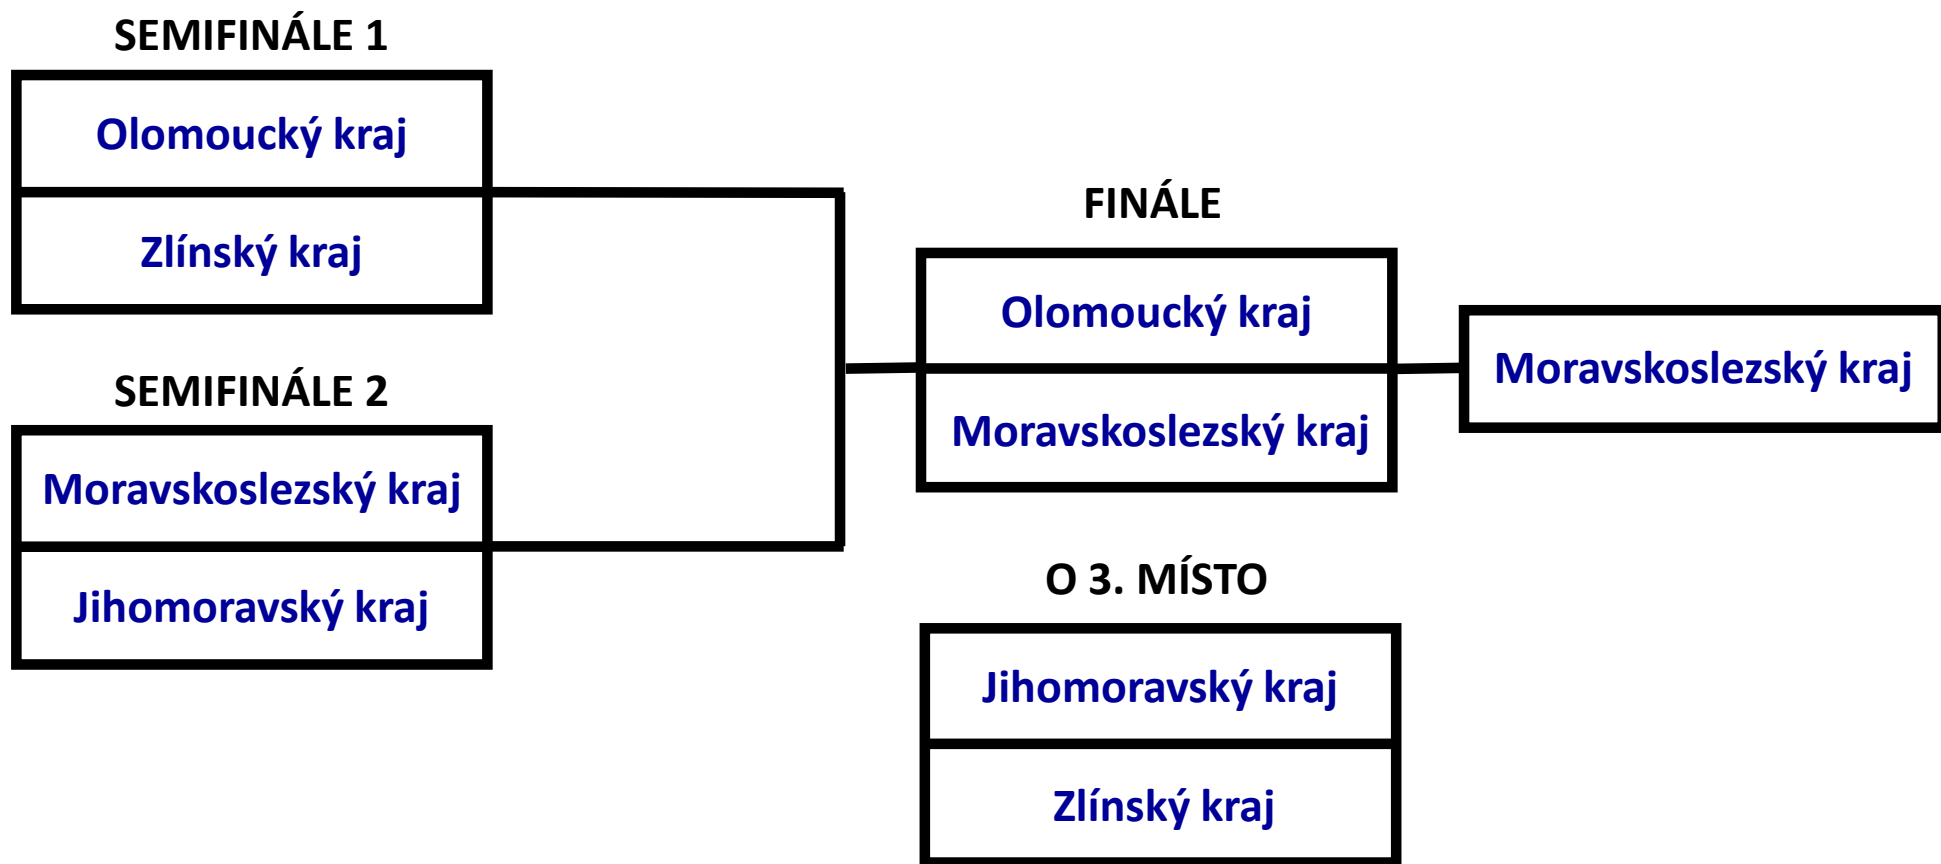 SEMIFINÁLE 1
Olomoucký kraj
Zlínský kraj
SEMIFINÁLE 2
Moravskoslezský kraj
Jihomoravský kraj
FINÁLE
Olomoucký kraj
Moravskoslezský kraj
Moravskoslezský kraj
O 3. MÍSTO
Jihomoravský kraj
Zlínský kraj